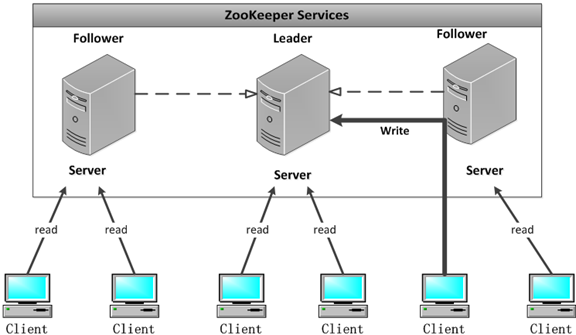 ZooKeeper Services
Follower
Leader
Follower
Write
Server
Server
Server
read
read
read
read
read
Client
Client
Client
Client
Client
Client